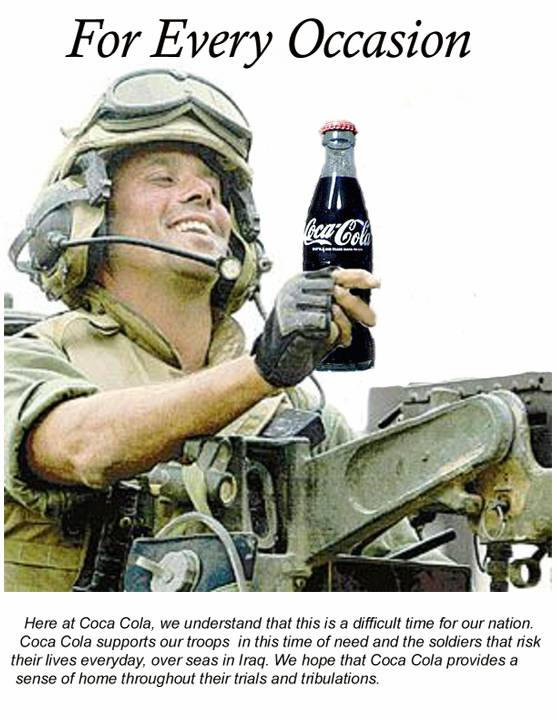 For Every Occasion
Coca-Cola
Here at Coca Cola, we understand that this is a difficult time for our nation.
Coca Cola supports our troops in this time of need and the soldiers that risk
their lives everyday, over seas in Iraq. We hope that Coca Cola provides a
sense of home throughout their trials and tribulations.